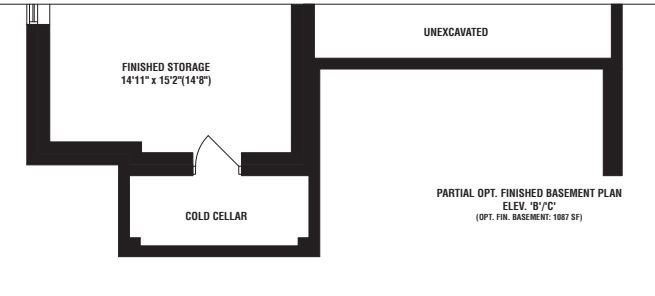 UNEXCAVATED
FINISHED STORAGE
14'11" x 15'2"(14'8")
PARTIAL OPT. FINISHED BASEMENT PLAN
ELEV. 'B'/'C'
(OPT. FIN. BASEMENT: 1087 SF)
COLD CELLAR